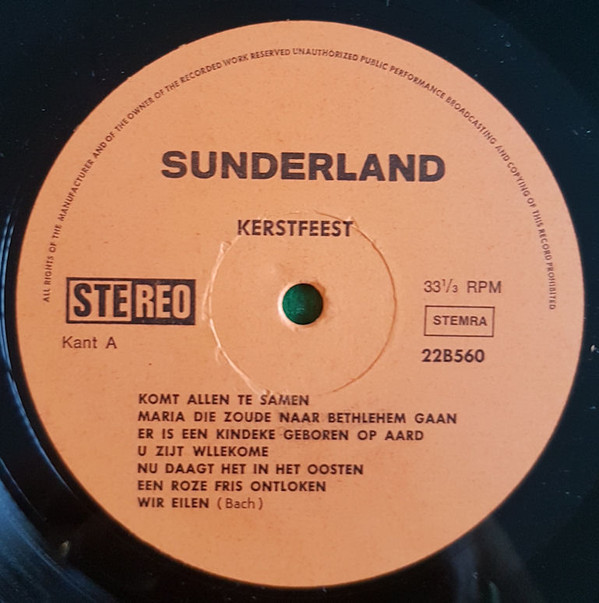 ALL RIGHTS OF THE MANUFACTURER AND OF THE OWNER OF THE RECORDED WORK RESERVED UNAUTHORIZED PUBLIC PERFORMANCE BROADCASTING AND COPYING OF THIS RECORD PROHIBITED
SUNDERLAND
KERSTFEEST
STEREO
33⅓ RPM
STEMRA
Kant A
22B560
KOMT ALLEN TE SAMEN
MARIA DIE ZOUDE NAAR BETHLEHEM GAAN
ER IS EEN KINDEKE GEBOREN OP AARD
U ZIJT WLLEKOME
NU DAAGT HET IN HET OOSTEN
EEN ROZE FRIS ONTLOKEN
WIR EILEN (Bach)